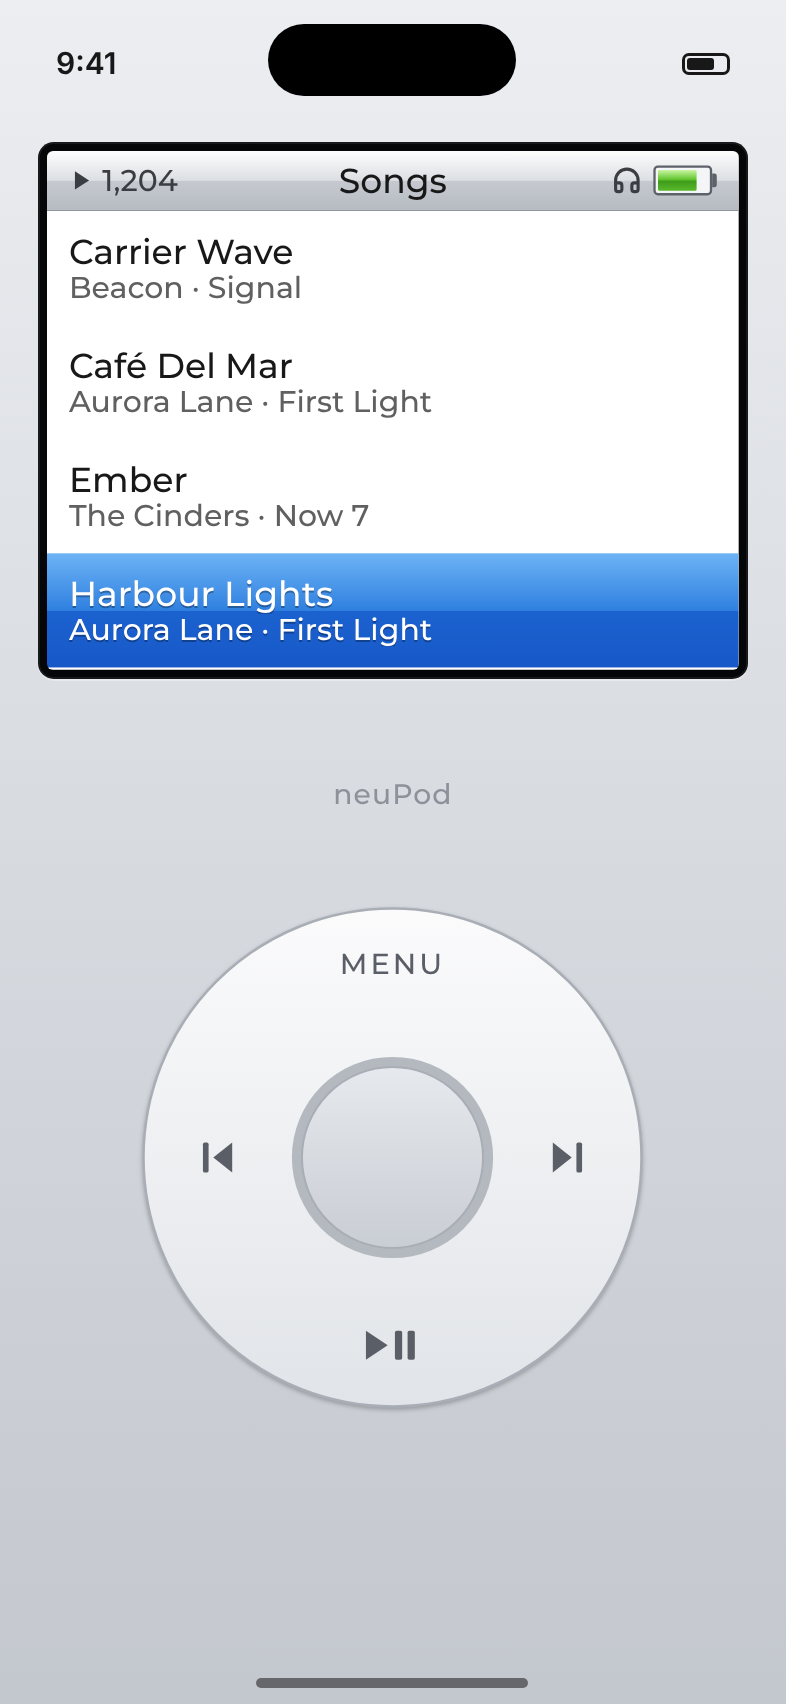 9:41
1,204 Songs
Carrier Wave
Beacon · Signal
Café Del Mar
Aurora Lane · First Light
Ember
The Cinders · Now 7
Harbour Lights
Aurora Lane · First Light
neuPod
MENU